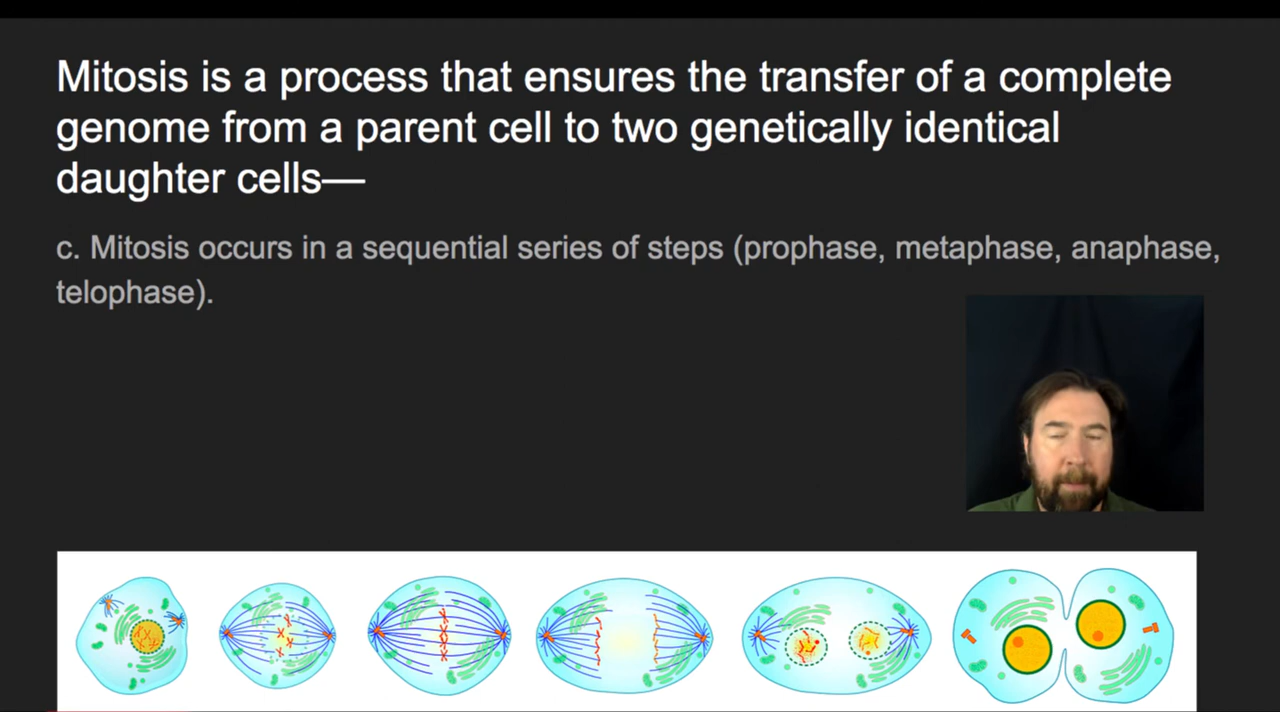 Mitosis is a process that ensures the transfer of a complete
genome from a parent cell to two genetically identical
daughter cells—
c. Mitosis occurs in a sequential series of steps (prophase, metaphase, anaphase,
telophase).